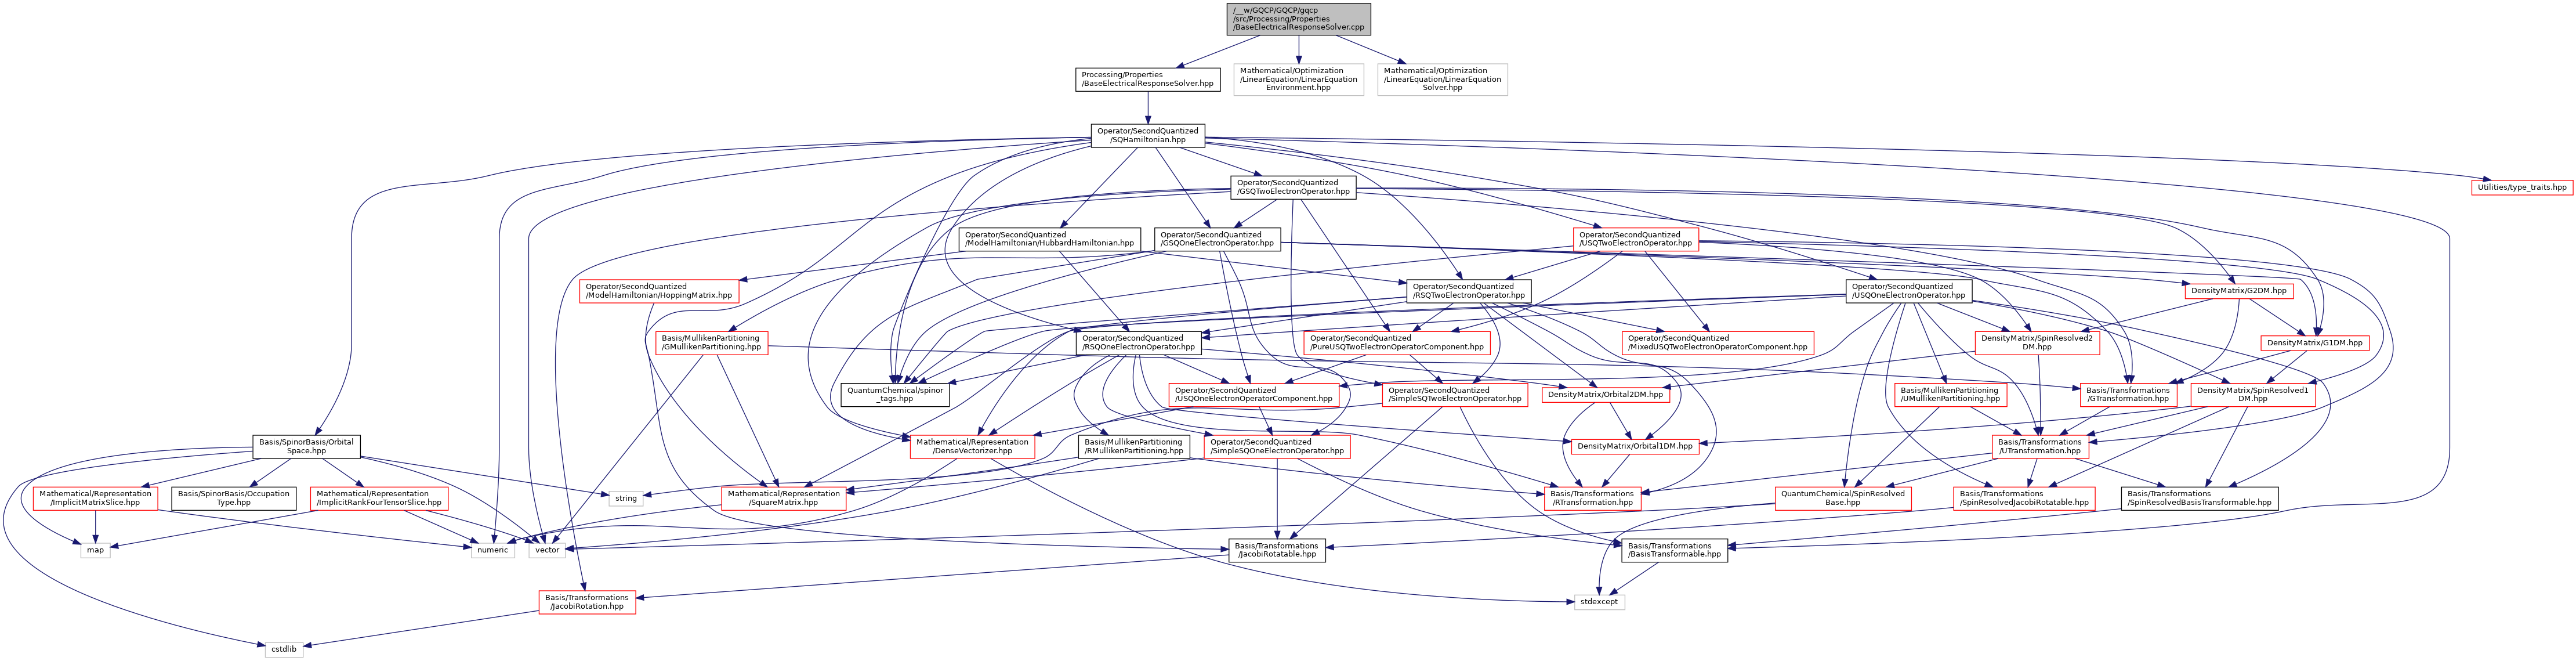 /__w/GQCP/GQCP/gqcp
/src/Processing/Properties
/BaseElectricalResponseSolver.cpp
Processing/Properties
/BaseElectricalResponseSolver.hpp
Mathematical/Optimization
/LinearEquation/LinearEquation
Environment.hpp
Mathematical/Optimization
/LinearEquation/LinearEquation
Solver.hpp
Operator/SecondQuantized
/SQHamiltonian.hpp
Operator/SecondQuantized
/GSQTwoElectronOperator.hpp
Utilities/type_traits.hpp
Operator/SecondQuantized
/ModelHamiltonian/HubbardHamiltonian.hpp
Operator/SecondQuantized
/GSQOneElectronOperator.hpp
Operator/SecondQuantized
/USQTwoElectronOperator.hpp
Operator/SecondQuantized
/ModelHamiltonian/HoppingMatrix.hpp
Operator/SecondQuantized
/RSQTwoElectronOperator.hpp
Operator/SecondQuantized
/USQOneElectronOperator.hpp
DensityMatrix/G2DM.hpp
Basis/MullikenPartitioning
/GMullikenPartitioning.hpp
Operator/SecondQuantized
/RSQOneElectronOperator.hpp
Operator/SecondQuantized
/PureUSQTwoElectronOperatorComponent.hpp
Operator/SecondQuantized
/MixedUSQTwoElectronOperatorComponent.hpp
DensityMatrix/SpinResolved2
DM.hpp
DensityMatrix/G1DM.hpp
QuantumChemical/spinor
_tags.hpp
Operator/SecondQuantized
/USQOneElectronOperatorComponent.hpp
Operator/SecondQuantized
/SimpleSQTwoElectronOperator.hpp
DensityMatrix/Orbital2DM.hpp
Basis/MullikenPartitioning
/UMullikenPartitioning.hpp
Basis/Transformations
/GTransformation.hpp
DensityMatrix/SpinResolved1
DM.hpp
Basis/SpinorBasis/Orbital
Space.hpp
Mathematical/Representation
/DenseVectorizer.hpp
Basis/MullikenPartitioning
/RMullikenPartitioning.hpp
Operator/SecondQuantized
/SimpleSQOneElectronOperator.hpp
DensityMatrix/Orbital1DM.hpp
Basis/Transformations
/UTransformation.hpp
Mathematical/Representation
/ImplicitMatrixSlice.hpp
Basis/SpinorBasis/Occupation
Type.hpp
Mathematical/Representation
/ImplicitRankFourTensorSlice.hpp
string
Mathematical/Representation
/SquareMatrix.hpp
Basis/Transformations
/RTransformation.hpp
QuantumChemical/SpinResolved
Base.hpp
Basis/Transformations
/SpinResolvedJacobiRotatable.hpp
Basis/Transformations
/SpinResolvedBasisTransformable.hpp
map
numeric
vector
Basis/Transformations
/JacobiRotatable.hpp
Basis/Transformations
/BasisTransformable.hpp
Basis/Transformations
/JacobiRotation.hpp
stdexcept
cstdlib